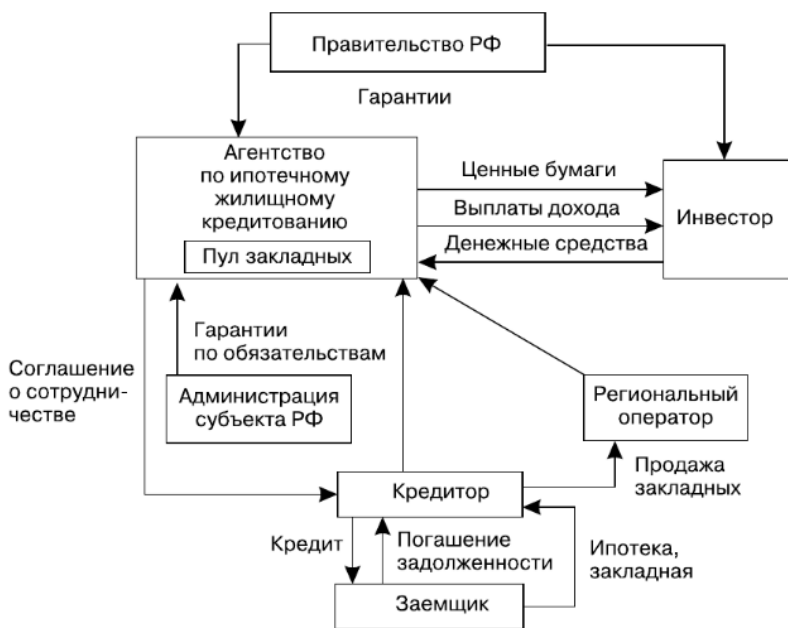 Правительство РФ
Гарантии
Агентство
по ипотечному
жилищному
кредитованию
Пул закладных
Ценные бумаги
Выплаты дохода
Денежные средства
Инвестор
Соглашение
о сотрудни-
честве
Гарантии
по обязательствам
Администрация
субъекта РФ
Региональный
оператор
Продажа
закладных
Кредитор
Кредит
Погашение
задолженности
Ипотека,
закладная
Заемщик